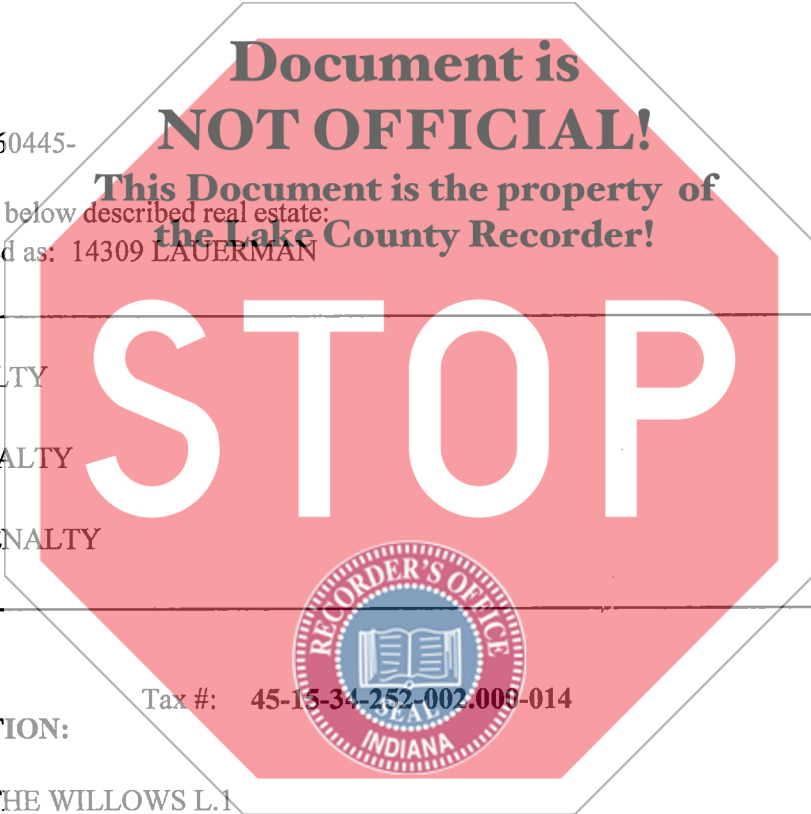 Document is
NOT OFFICIAL!
60445-
This Document is the property of
below described real estate:
the Lake County Recorder!
d as: 14309 LAUERMAN
STOP
LTY
ALTY
NALTY
RECORDER'S OFFICE
SEAL
INDIANA
Tax #: 45-15-34-252-002.000-014
TION:
THE WILLOWS L.1